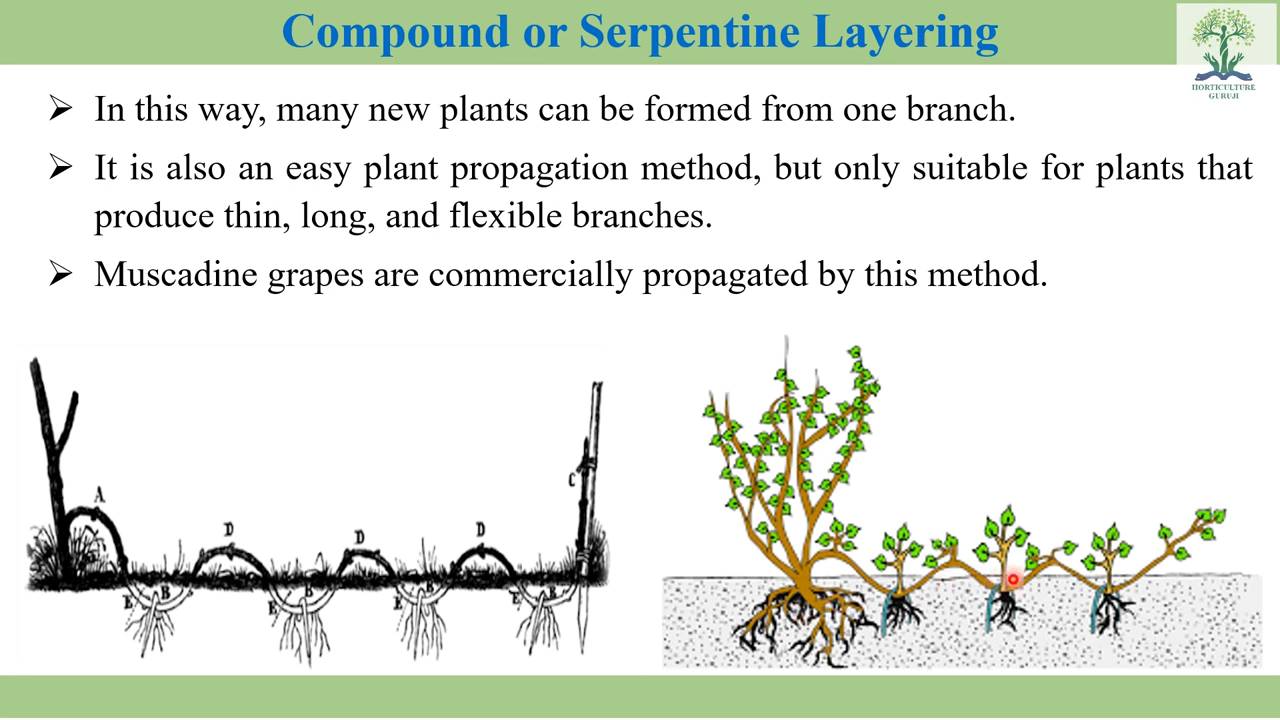 Compound or Serpentine Layering
HORTICULTURE
GURUJI
➢ In this way, many new plants can be formed from one branch.
➢ It is also an easy plant propagation method, but only suitable for plants that
produce thin, long, and flexible branches.
➢ Muscadine grapes are commercially propagated by this method.
A
D
D
D
C
E
B
E
B
E
B
E
B